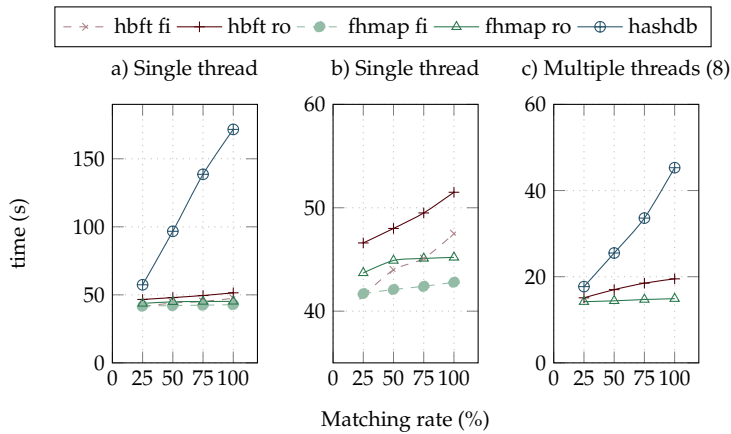 hbft fi hbft ro fhmap fi fhmap ro hashdb
a) Single thread
b) Single thread
c) Multiple threads (8)
time (s)
150
100
50
0
0 25 50 75 100
60
50
40
0 25 50 75 100
60
40
20
0
0 25 50 75 100
Matching rate (%)